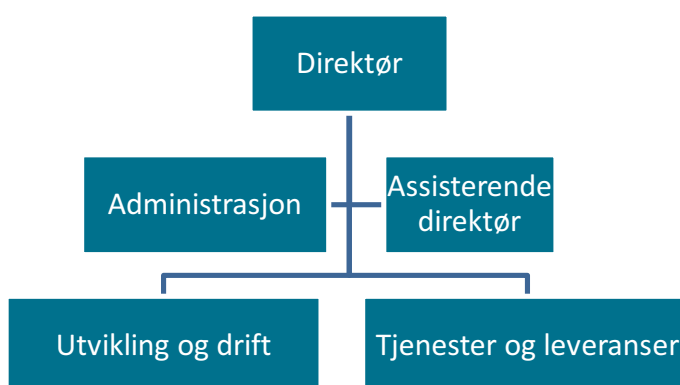 Direktør
Administrasjon
Assisterende
direktør
Utvikling og drift
Tjenester og leveranser